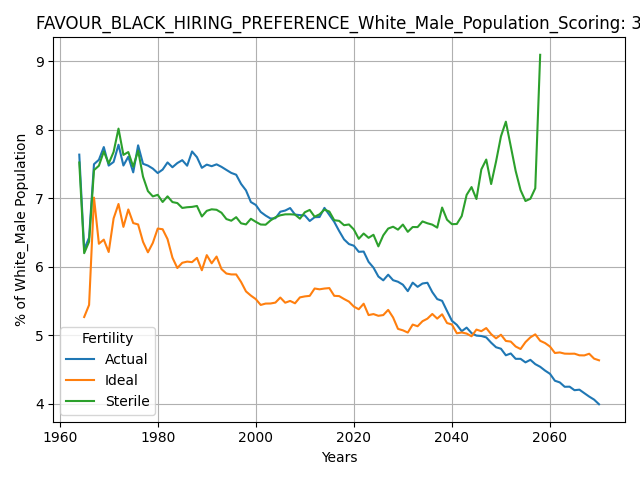 FAVOUR_BLACK_HIRING_PREFERENCE_White_Male_Population_Scoring: 3
9
8
7
6
5
4
% of White_Male Population
Fertility
Actual
Ideal
Sterile
1960 1980 2000 2020 2040 2060
Years